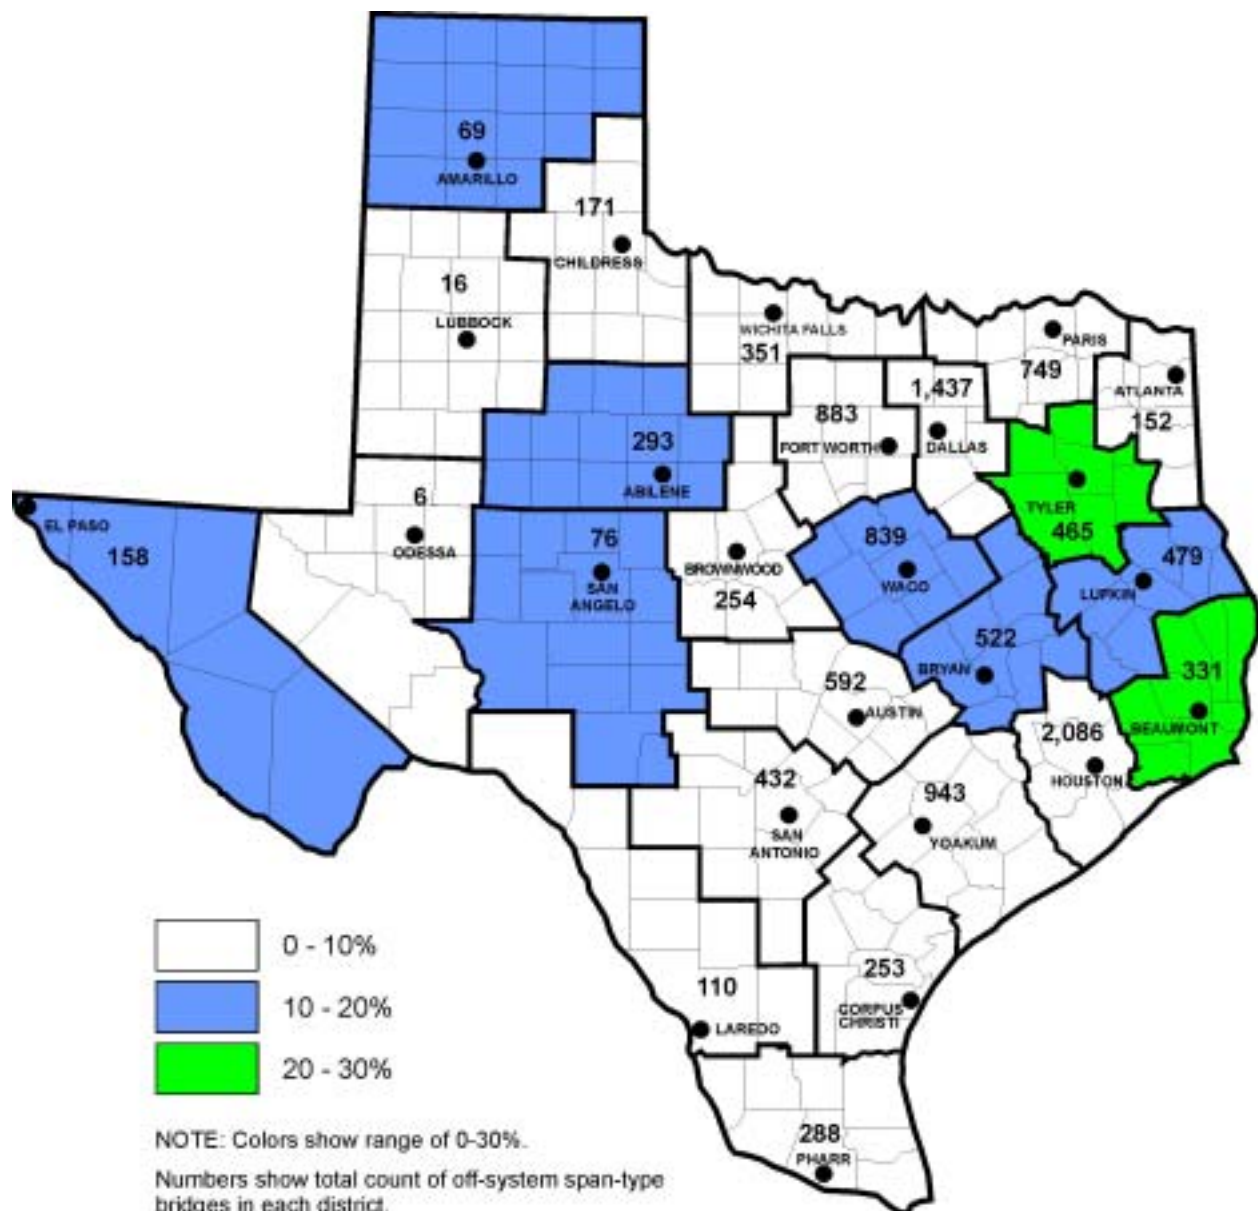 69
AMARILLO
171
CHILDRESS
16
LUBBOCK
WICHITA FALLS
351
PARIS
749
ATLANTA
152
1,437
DALLAS
883
FORT WORTH
293
ABILENE
TYLER
465
6
ODESSA
EL PASO
158
76
SAN
ANGELO
BROWNWOOD
254
839
WACO
479
LUFKIN
522
BRYAN
331
BEAUMONT
592
AUSTIN
2,086
HOUSTON
432
SAN
ANTONIO
943
YOAKUM
253
CORPUS
CHRISTI
110
LAREDO
288
PHARR
0 - 10%
10 - 20%
20 - 30%
NOTE: Colors show range of 0-30%.
Numbers show total count of off-system span-type
bridges in each district.